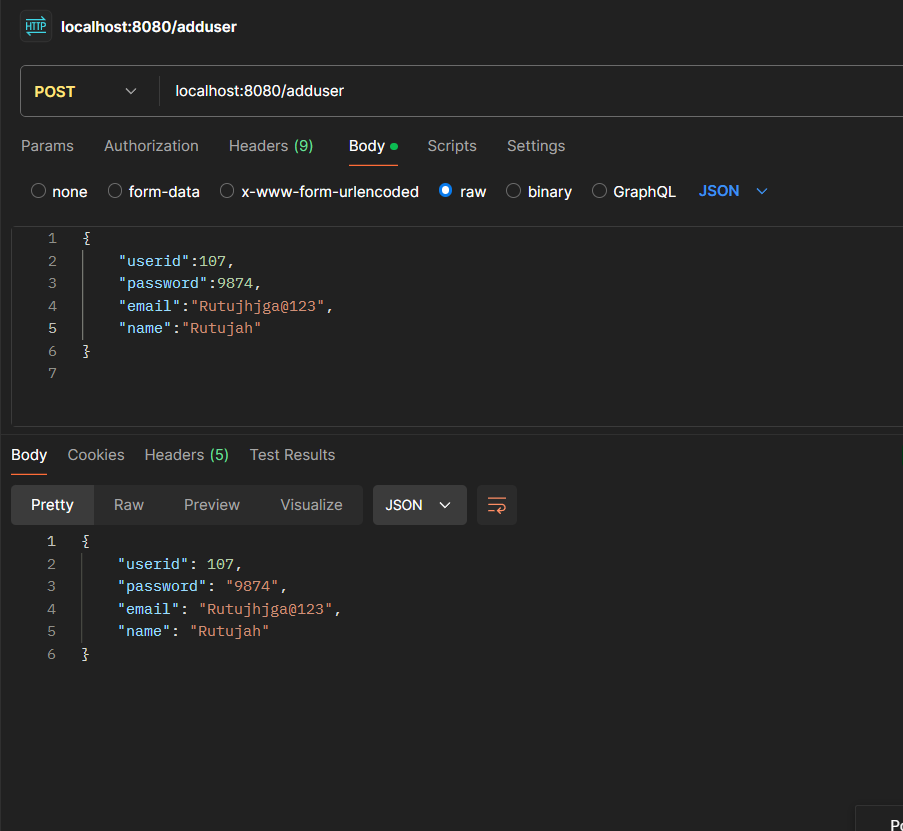 HTTP localhost:8080/adduser
POST localhost:8080/adduser
Params Authorization Headers (9) Body Scripts Settings
none form-data x-www-form-urlencoded raw binary GraphQL JSON
1 {
2 "userid":107,
3 "password":9874,
4 "email":"Rutujhjga@123",
5 "name":"Rutujah"
6 }
7
Body Cookies Headers (5) Test Results
Pretty Raw Preview Visualize JSON
1 {
2 "userid": 107,
3 "password": "9874",
4 "email": "Rutujhjga@123",
5 "name": "Rutujah"
6 }